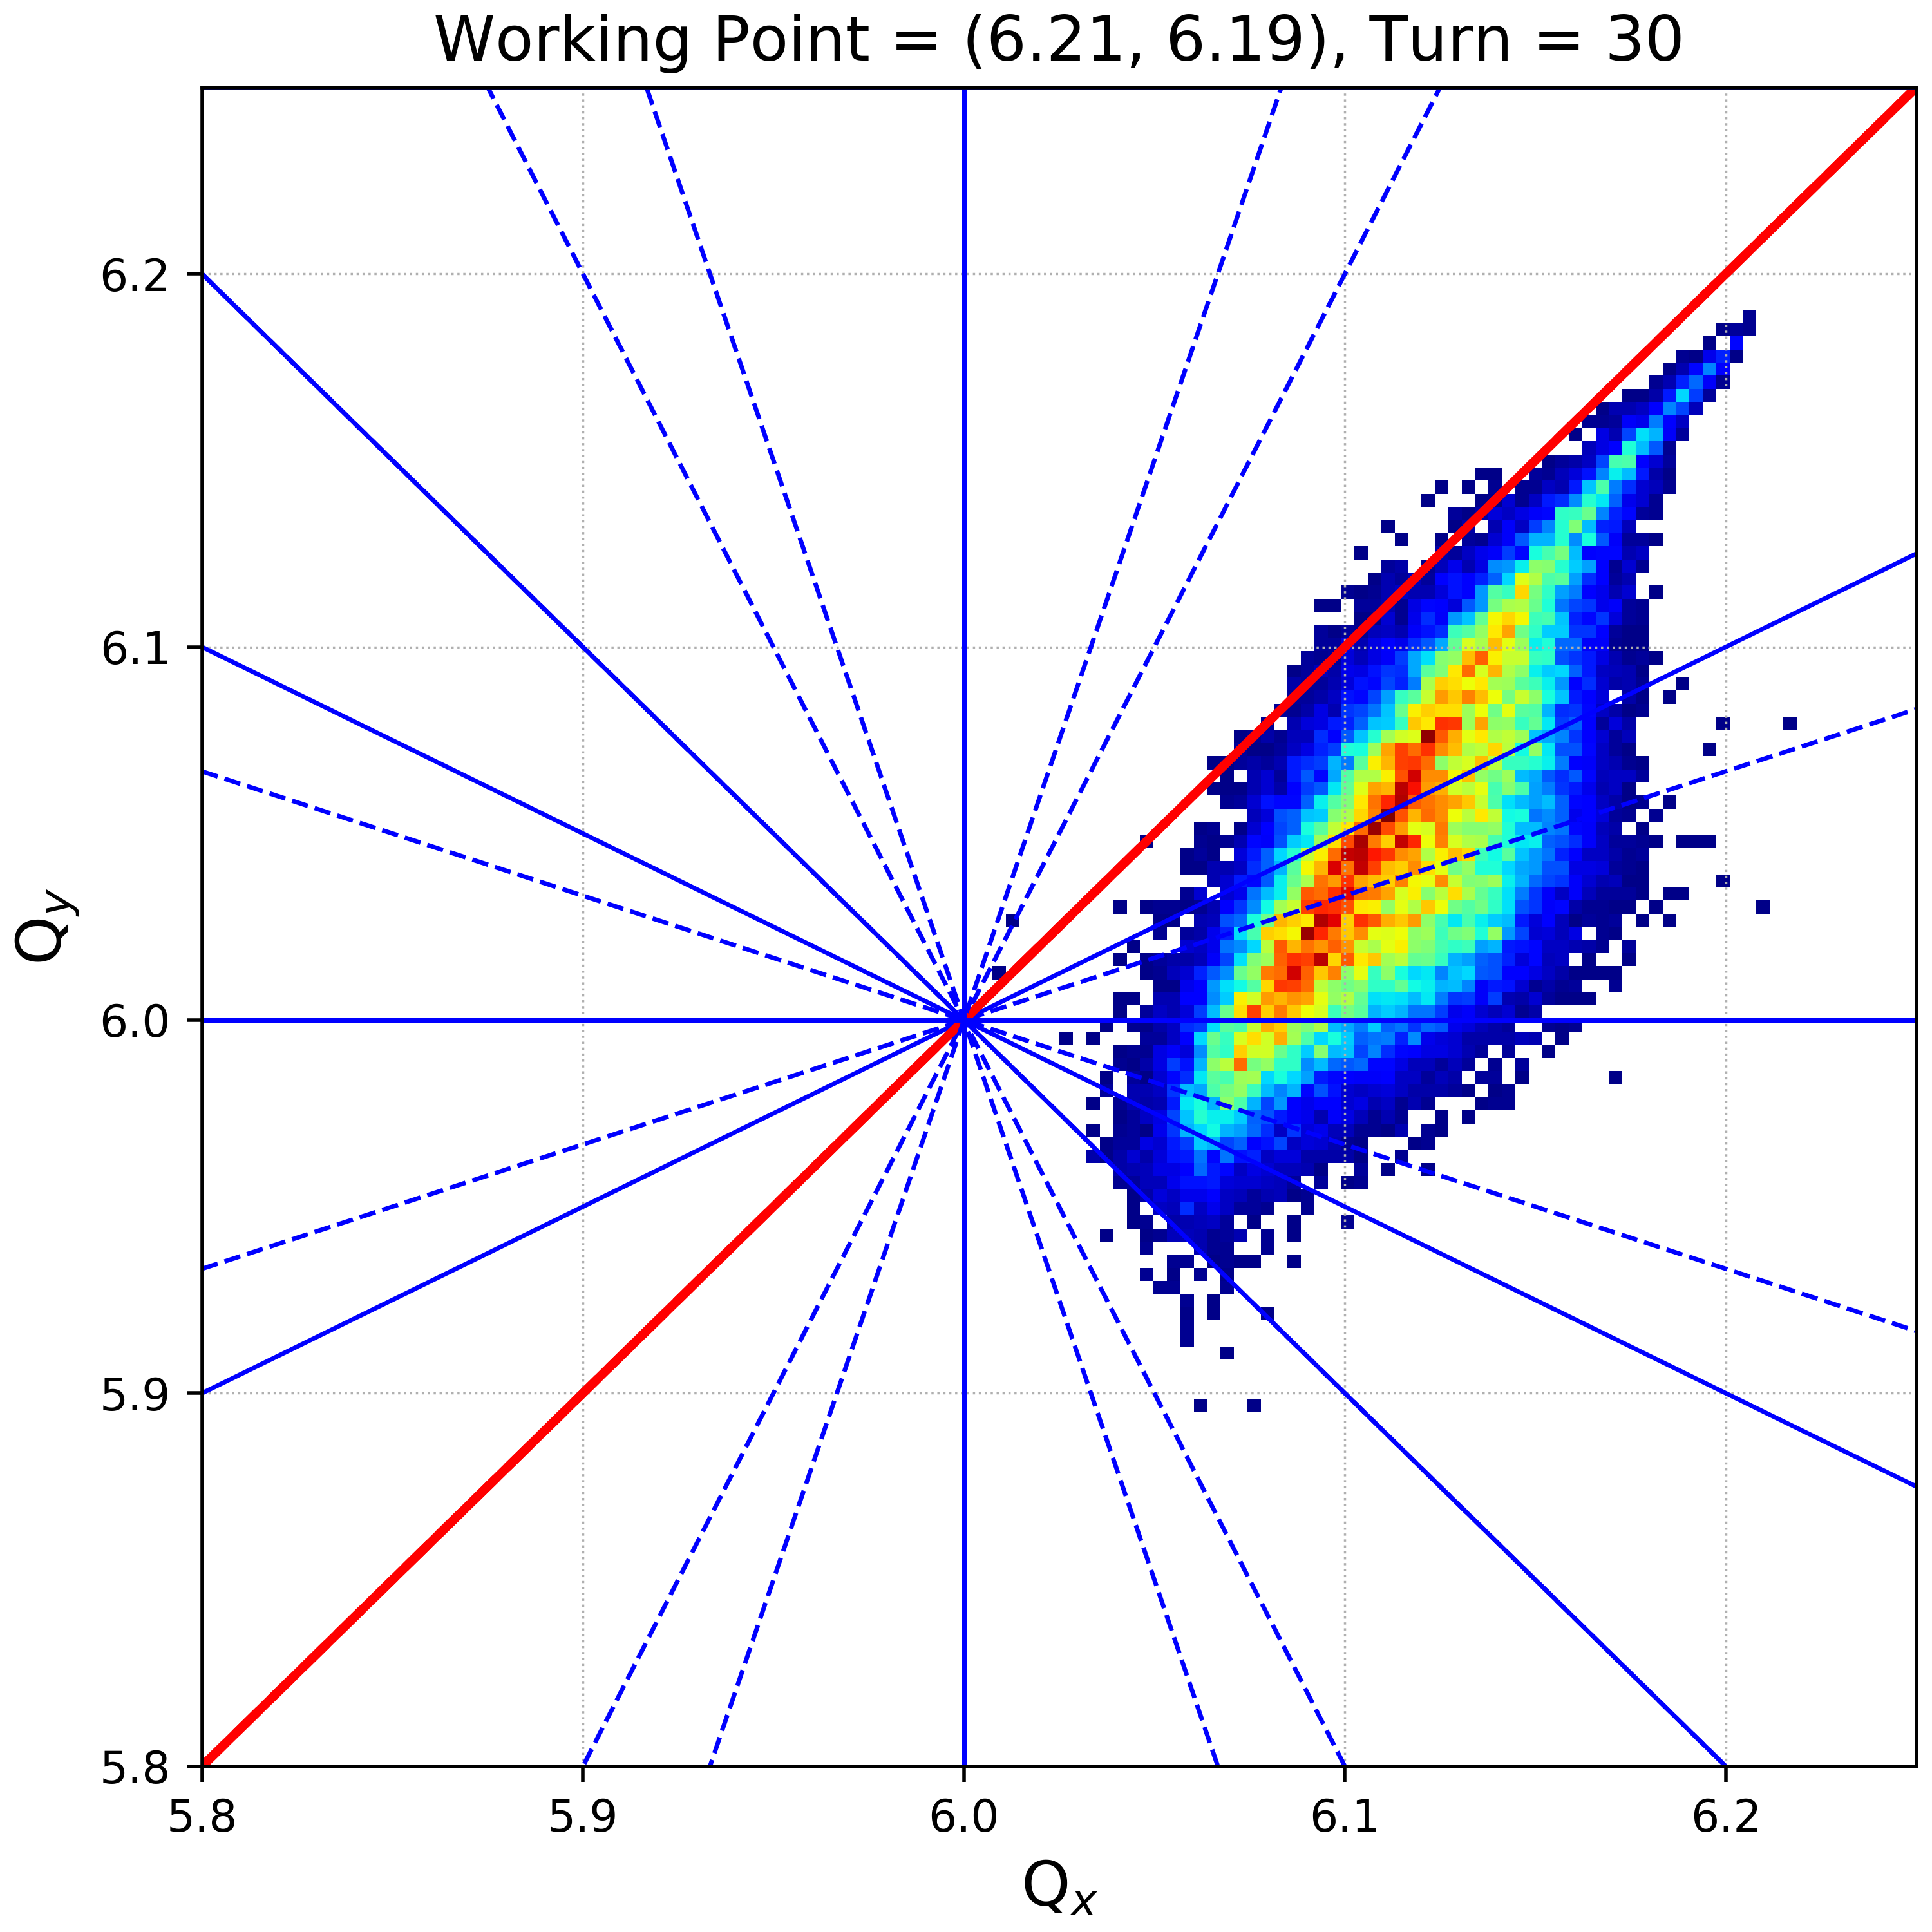 Working Point = (6.21, 6.19), Turn = 30
6.2
6.1
6.0
5.9
5.8
Qy
5.8 5.9 6.0 6.1 6.2
Qx